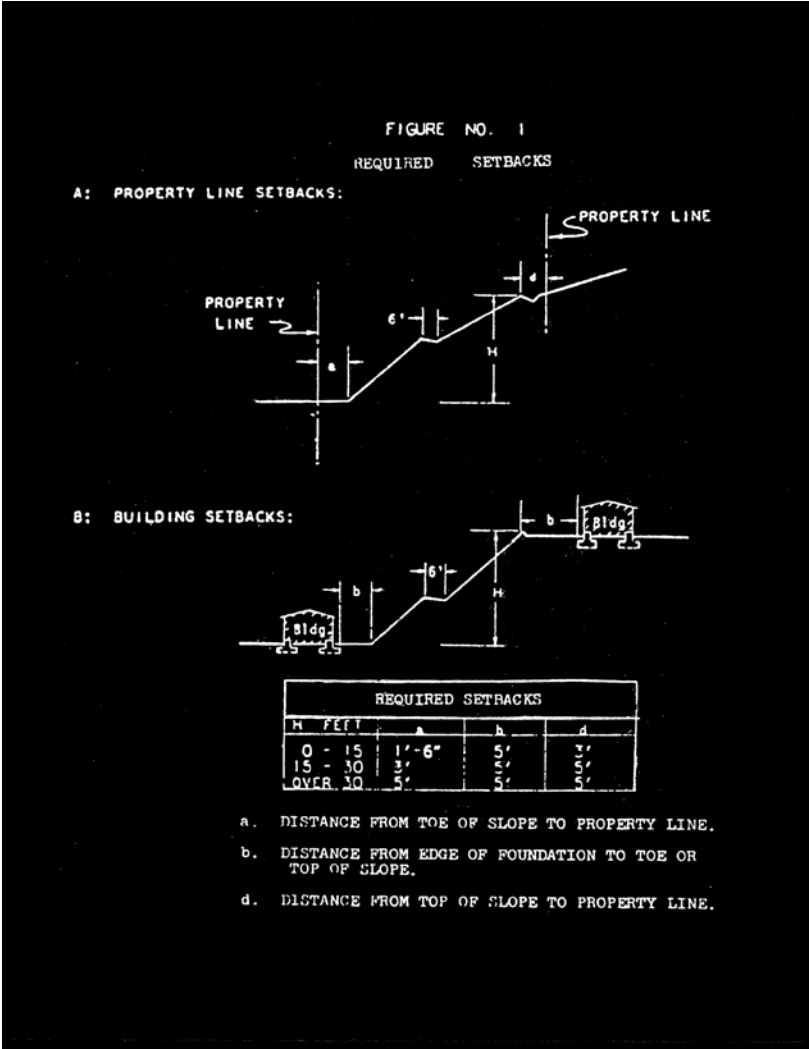 FIGURE NO. 1
REQUIRED SETBACKS
A: PROPERTY LINE SETBACKS:
PROPERTY LINE
d
PROPERTY
LINE
6'
H
a
B: BUILDING SETBACKS:
b
Bldg
6'
b
H
Bldg
REQUIRED SETBACKS
H FEET a b d
0 - 15 1'-6" 5' 3'
15 - 30 3' 5' 5'
OVER 30 5' 5' 5'
a. DISTANCE FROM TOE OF SLOPE TO PROPERTY LINE.
b. DISTANCE FROM EDGE OF FOUNDATION TO TOE OR
TOP OF SLOPE.
d. DISTANCE FROM TOP OF SLOPE TO PROPERTY LINE.